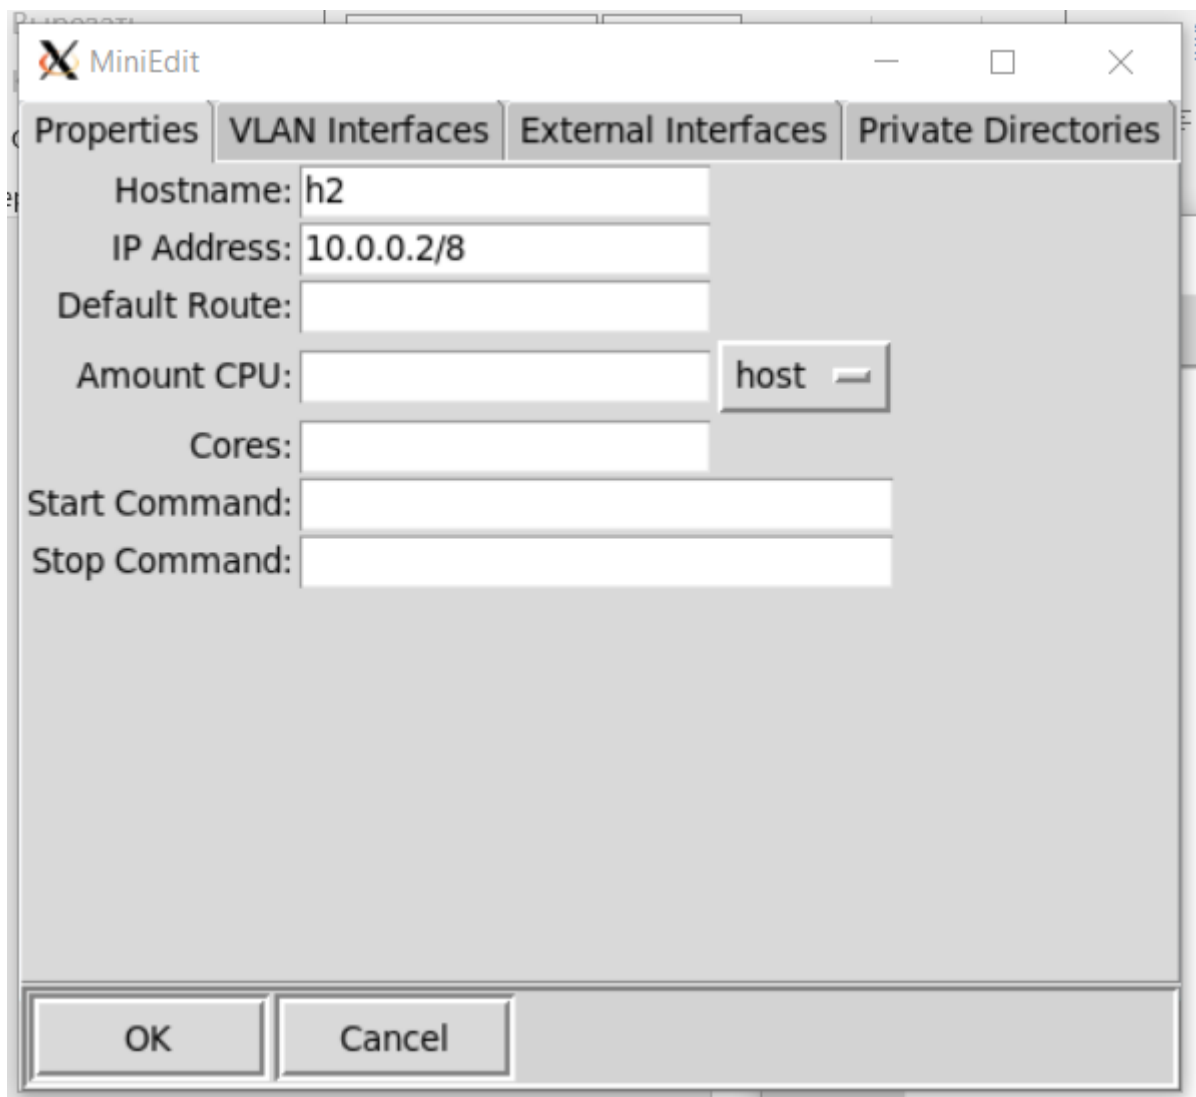 Вырезать
MiniEdit
Properties VLAN Interfaces External Interfaces Private Directories
Hostname: h2
IP Address: 10.0.0.2/8
Default Route:
Amount CPU: host
Cores:
Start Command:
Stop Command:
OK Cancel